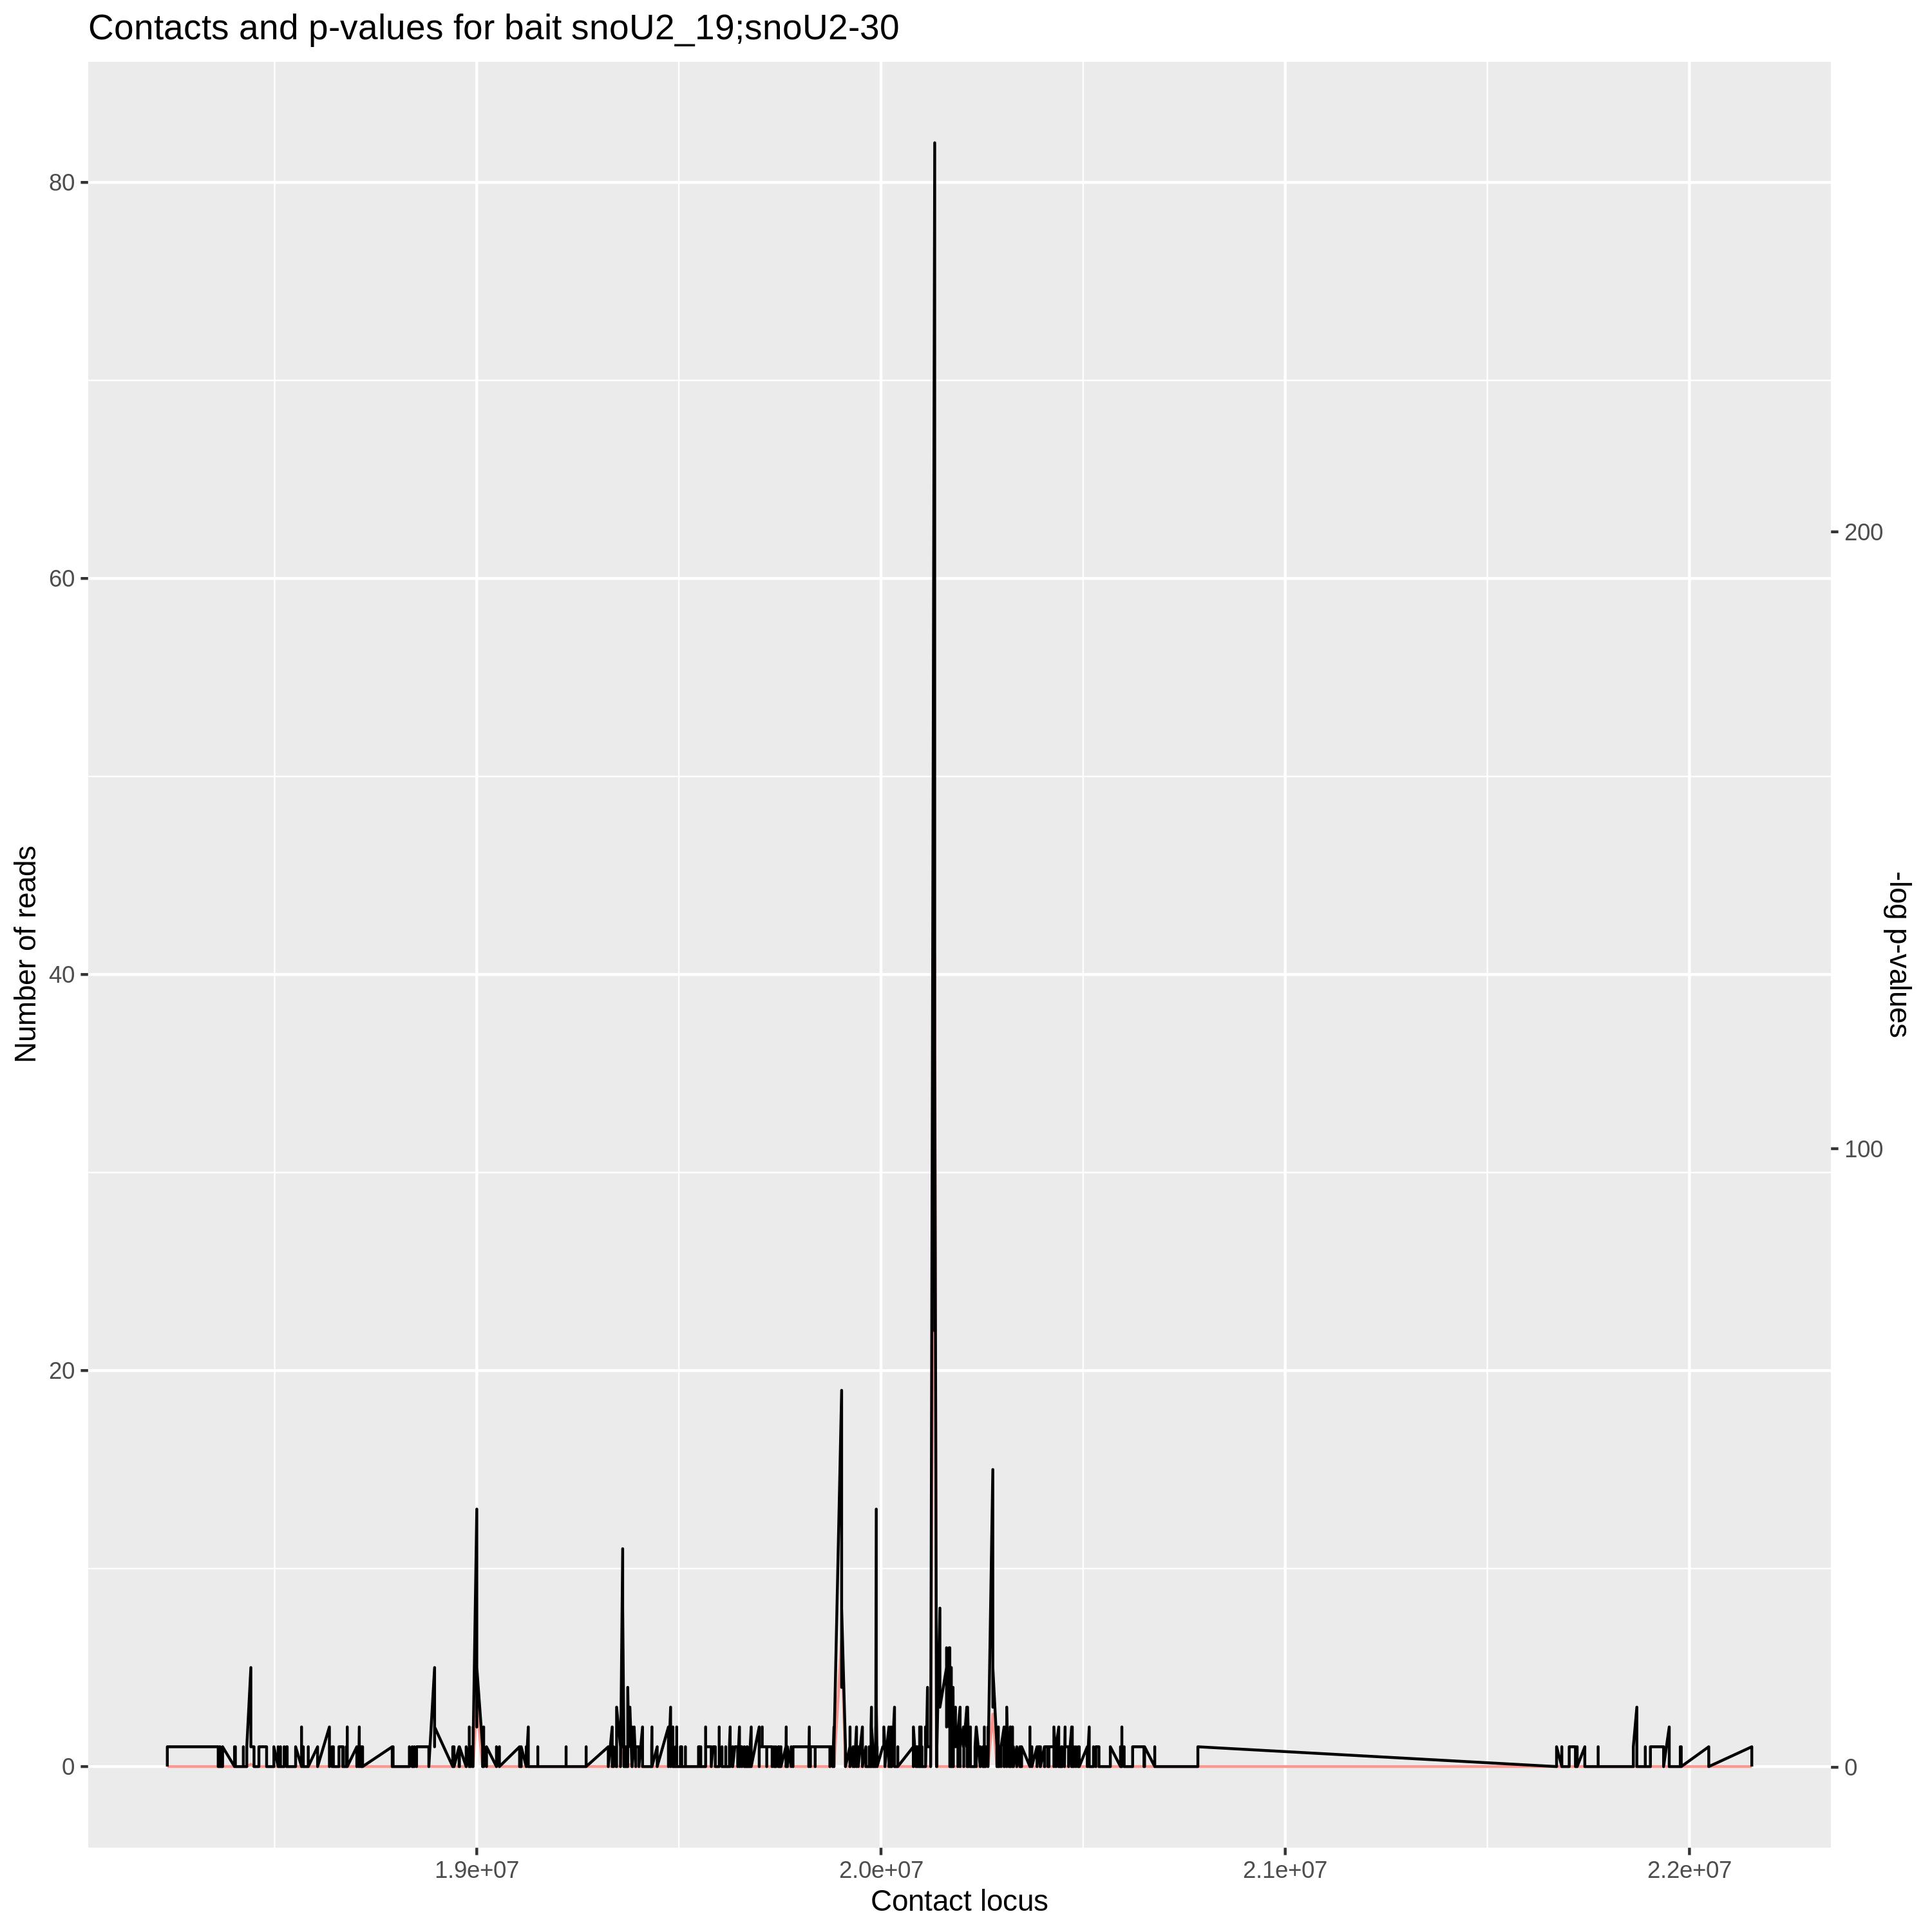 Contacts and p-values for bait snoU2_19;snoU2-30
80
60
40
20
0
Number of reads
200
100
0
-log p-values
1.9e+07
2.0e+07
2.1e+07
2.2e+07
Contact locus